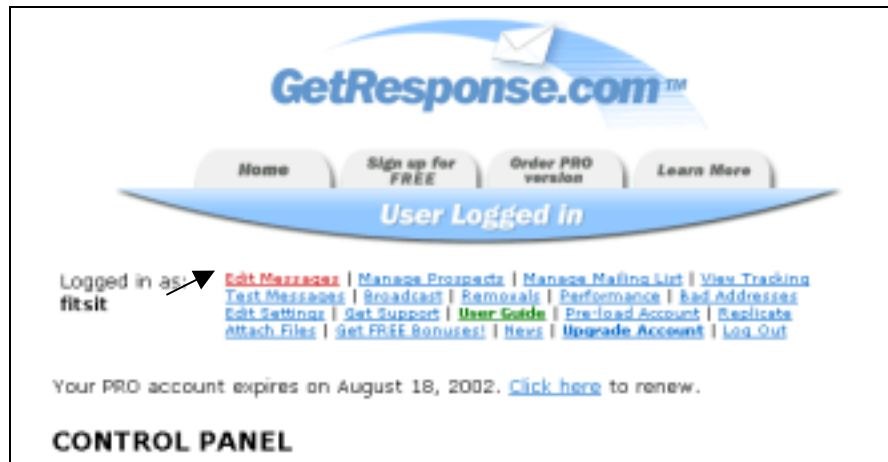 GetResponse.com™
Home
Sign up for FREE
Order PRO version
Learn More
User Logged in
Logged in as:
fitsit
Edit Messages | Manage Prospects | Manage Mailing List | View Tracking
Test Messages | Broadcast | Removals | Performance | Bad Addresses
Edit Settings | Get Support | User Guide | Pre-load Account | Replicate
Attach Files | Get FREE Bonuses! | News | Upgrade Account | Log Out
Your PRO account expires on August 18, 2002. Click here to renew.
CONTROL PANEL